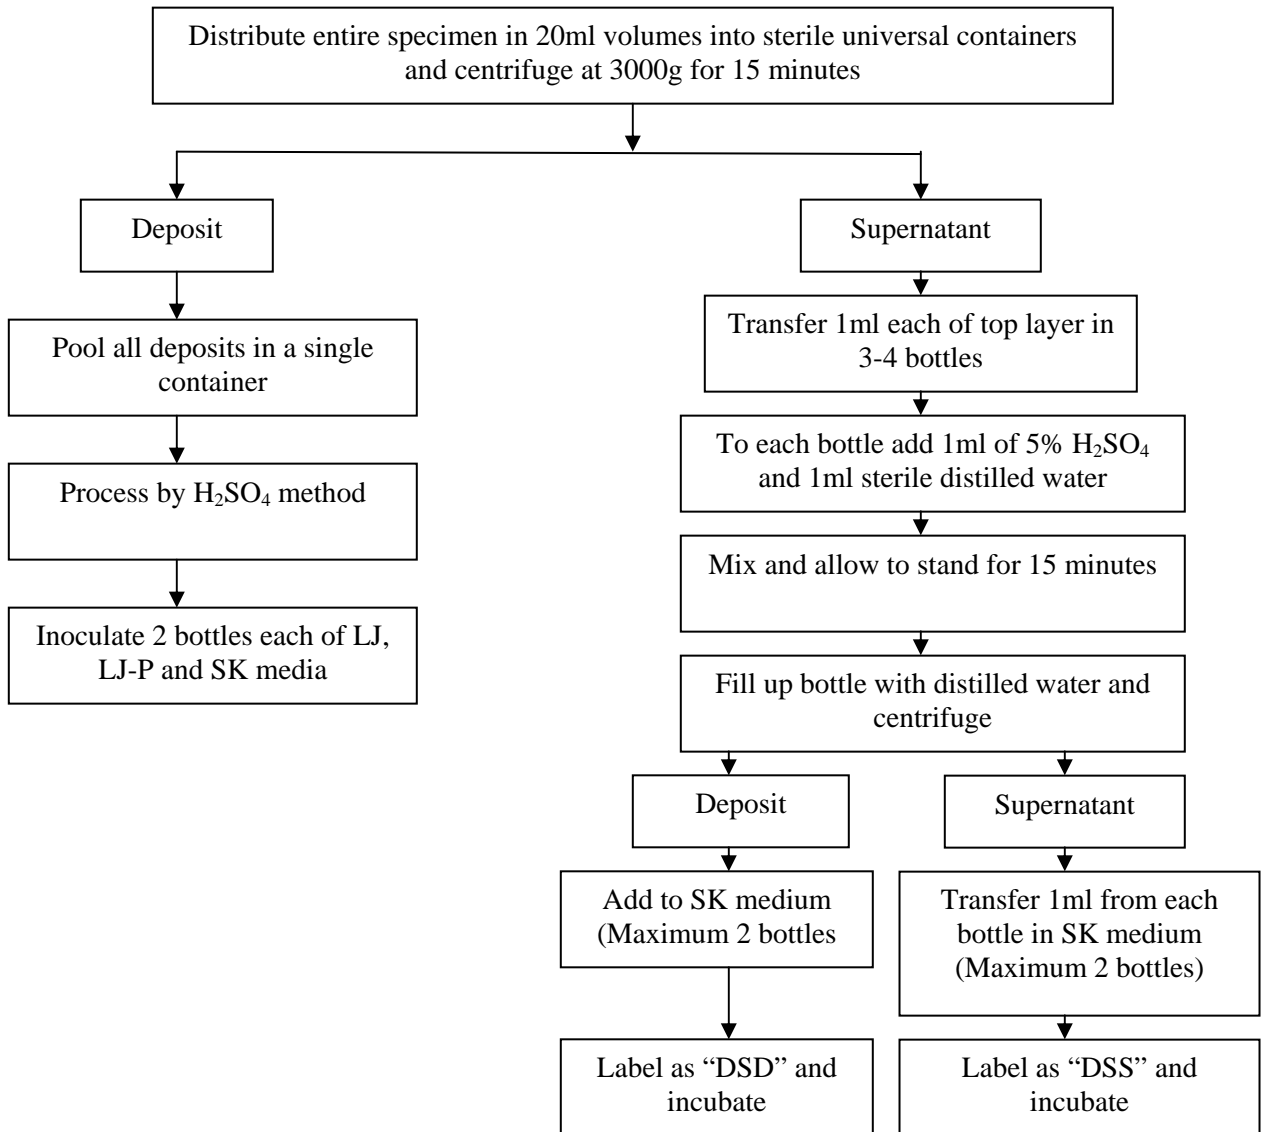 Distribute entire specimen in 20ml volumes into sterile universal containers
and centrifuge at 3000g for 15 minutes
Deposit
Supernatant
Pool all deposits in a single
container
Transfer 1ml each of top layer in
3-4 bottles
Process by H₂SO₄ method
To each bottle add 1ml of 5% H₂SO₄
and 1ml sterile distilled water
Inoculate 2 bottles each of LJ,
LJ-P and SK media
Mix and allow to stand for 15 minutes
Fill up bottle with distilled water and
centrifuge
Deposit
Supernatant
Add to SK medium
(Maximum 2 bottles
Transfer 1ml from each
bottle in SK medium
(Maximum 2 bottles)
Label as “DSD” and
incubate
Label as “DSS” and
incubate